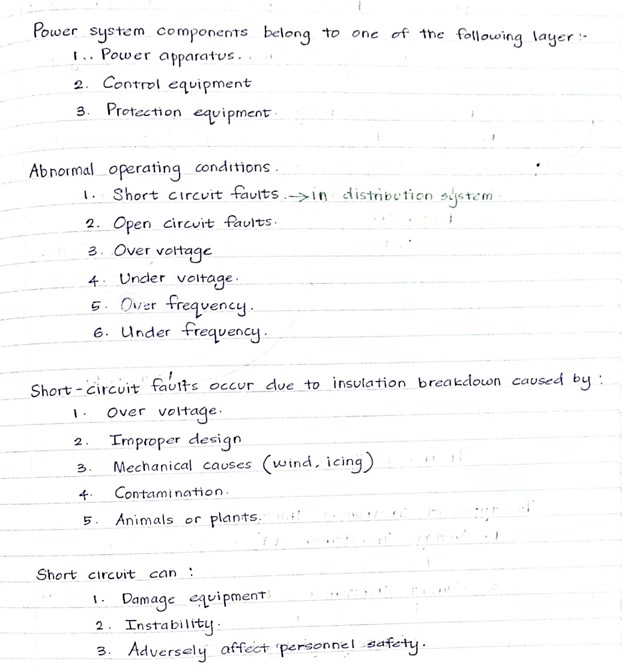 Power system components belong to one of the following layer :-
1.. Power apparatus.
2. Control equipment
3. Protection equipment.
Abnormal operating conditions.
1. Short circuit faults. → in distribution system
2. Open circuit faults.
3. Over voltage
4. Under voltage.
5. Over frequency.
6. Under frequency.
Short-circuit faults occur due to insulation breakdown caused by :
1. Over voltage.
2. Improper design
3. Mechanical causes (wind, icing)
4. Contamination.
5. Animals or plants.
Short circuit can :
1. Damage equipment
2. Instability.
3. Adversely affect personnel safety.